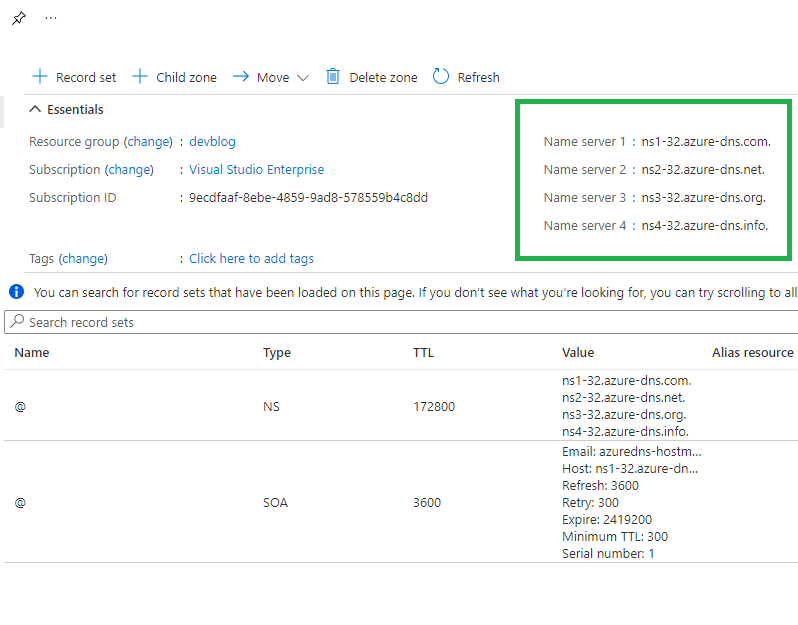 Record set Child zone Move Delete zone Refresh
Essentials
Resource group (change) : devblog
Subscription (change) : Visual Studio Enterprise
Subscription ID : 9ecdfaaf-8ebe-4859-9ad8-578559b4c8dd
Tags (change) : Click here to add tags
Name server 1 : ns1-32.azure-dns.com.
Name server 2 : ns2-32.azure-dns.net.
Name server 3 : ns3-32.azure-dns.org.
Name server 4 : ns4-32.azure-dns.info.
You can search for record sets that have been loaded on this page. If you don't see what you're looking for, you can try scrolling to all
Search record sets
Name Type TTL Value Alias resource
@ NS 172800
ns1-32.azure-dns.com.
ns2-32.azure-dns.net.
ns3-32.azure-dns.org.
ns4-32.azure-dns.info.
@ SOA 3600
Email: azuredns-hostm...
Host: ns1-32.azure-dn...
Refresh: 3600
Retry: 300
Expire: 2419200
Minimum TTL: 300
Serial number: 1